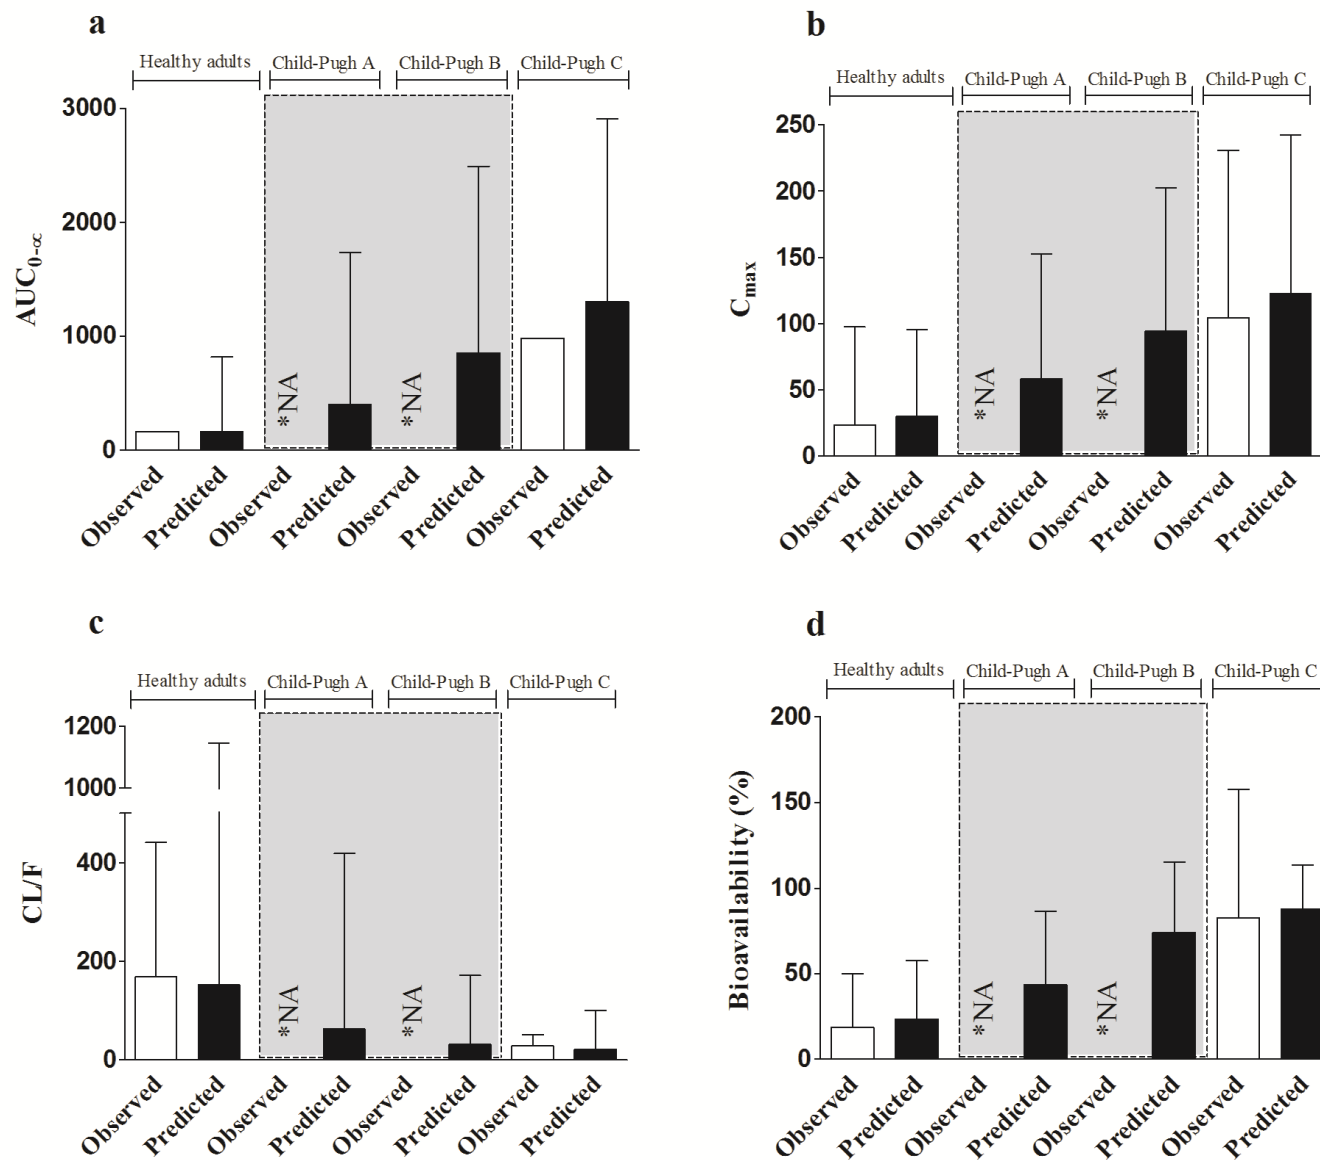 a
Healthy adults Child-Pugh A Child-Pugh B Child-Pugh C
AUC0-∝
3000
2000
1000
0
*NA *NA
Observed Predicted Observed Predicted Observed Predicted Observed Predicted
b
Healthy adults Child-Pugh A Child-Pugh B Child-Pugh C
Cmax
250
200
150
100
50
0
*NA *NA
Observed Predicted Observed Predicted Observed Predicted Observed Predicted
c
Healthy adults Child-Pugh A Child-Pugh B Child-Pugh C
CL/F
1200
1000
400
200
0
*NA *NA
Observed Predicted Observed Predicted Observed Predicted Observed Predicted
d
Healthy adults Child-Pugh A Child-Pugh B Child-Pugh C
Bioavailability (%)
200
150
100
50
0
*NA *NA
Observed Predicted Observed Predicted Observed Predicted Observed Predicted